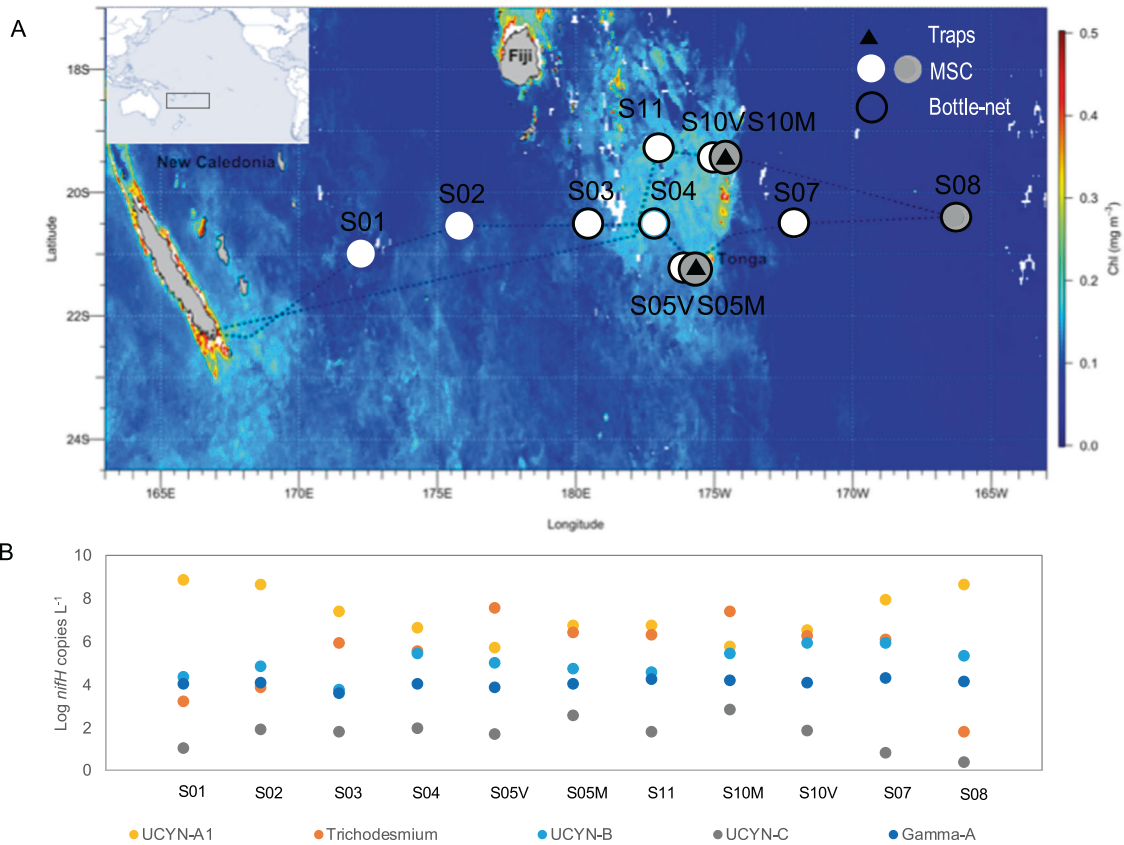 A
Fiji
Traps
MSC
Bottle-net
18S
20S
22S
24S
Latitude
New Caledonia
S11
S10V S10M
S01
S02
S03
S04
S07
S08
Tonga
S05V S05M
165E
170E
175E
180E
175W
170W
165W
Longitude
0.5
0.4
0.3
0.2
0.1
0.0
Chl (mg m⁻³)
B
10
8
6
4
2
0
Log nifH copies L⁻¹
S01 S02 S03 S04 S05V S05M S11 S10M S10V S07 S08
UCYN-A1 Trichodesmium UCYN-B UCYN-C Gamma-A